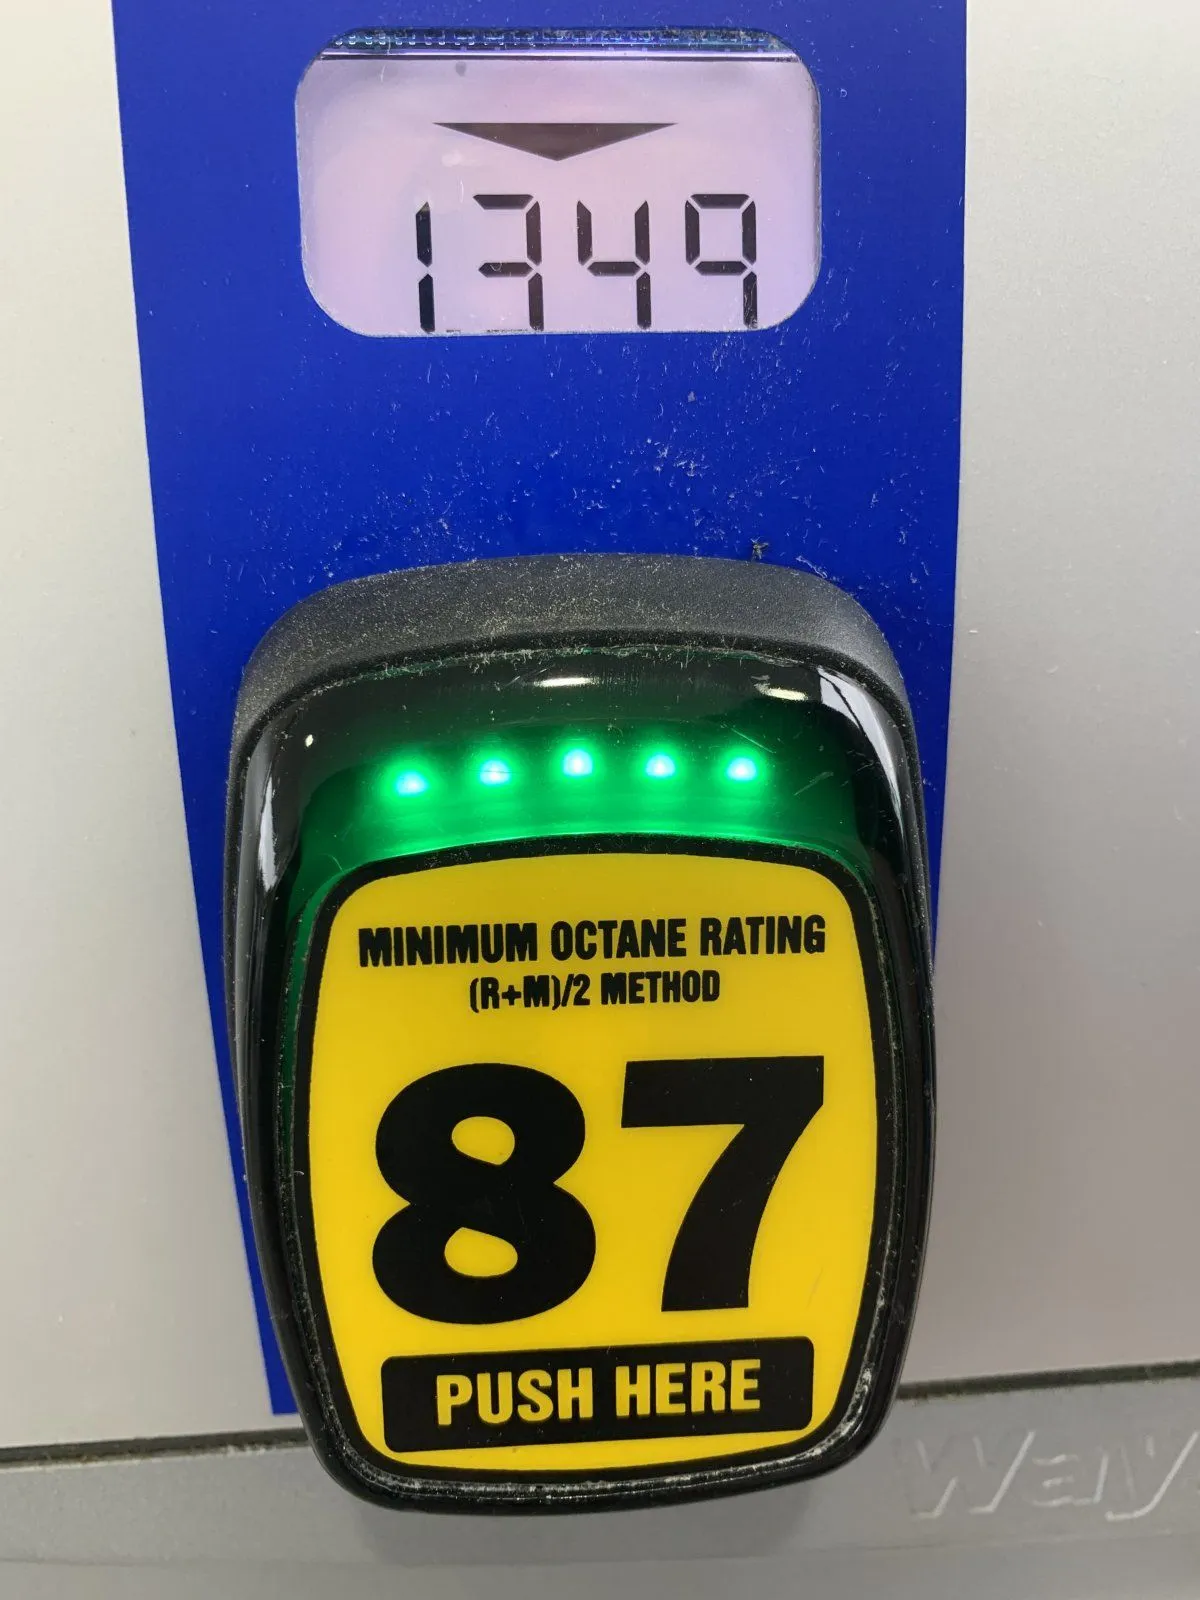 1349
MINIMUM OCTANE RATING
(R+M)/2 METHOD
87
PUSH HERE